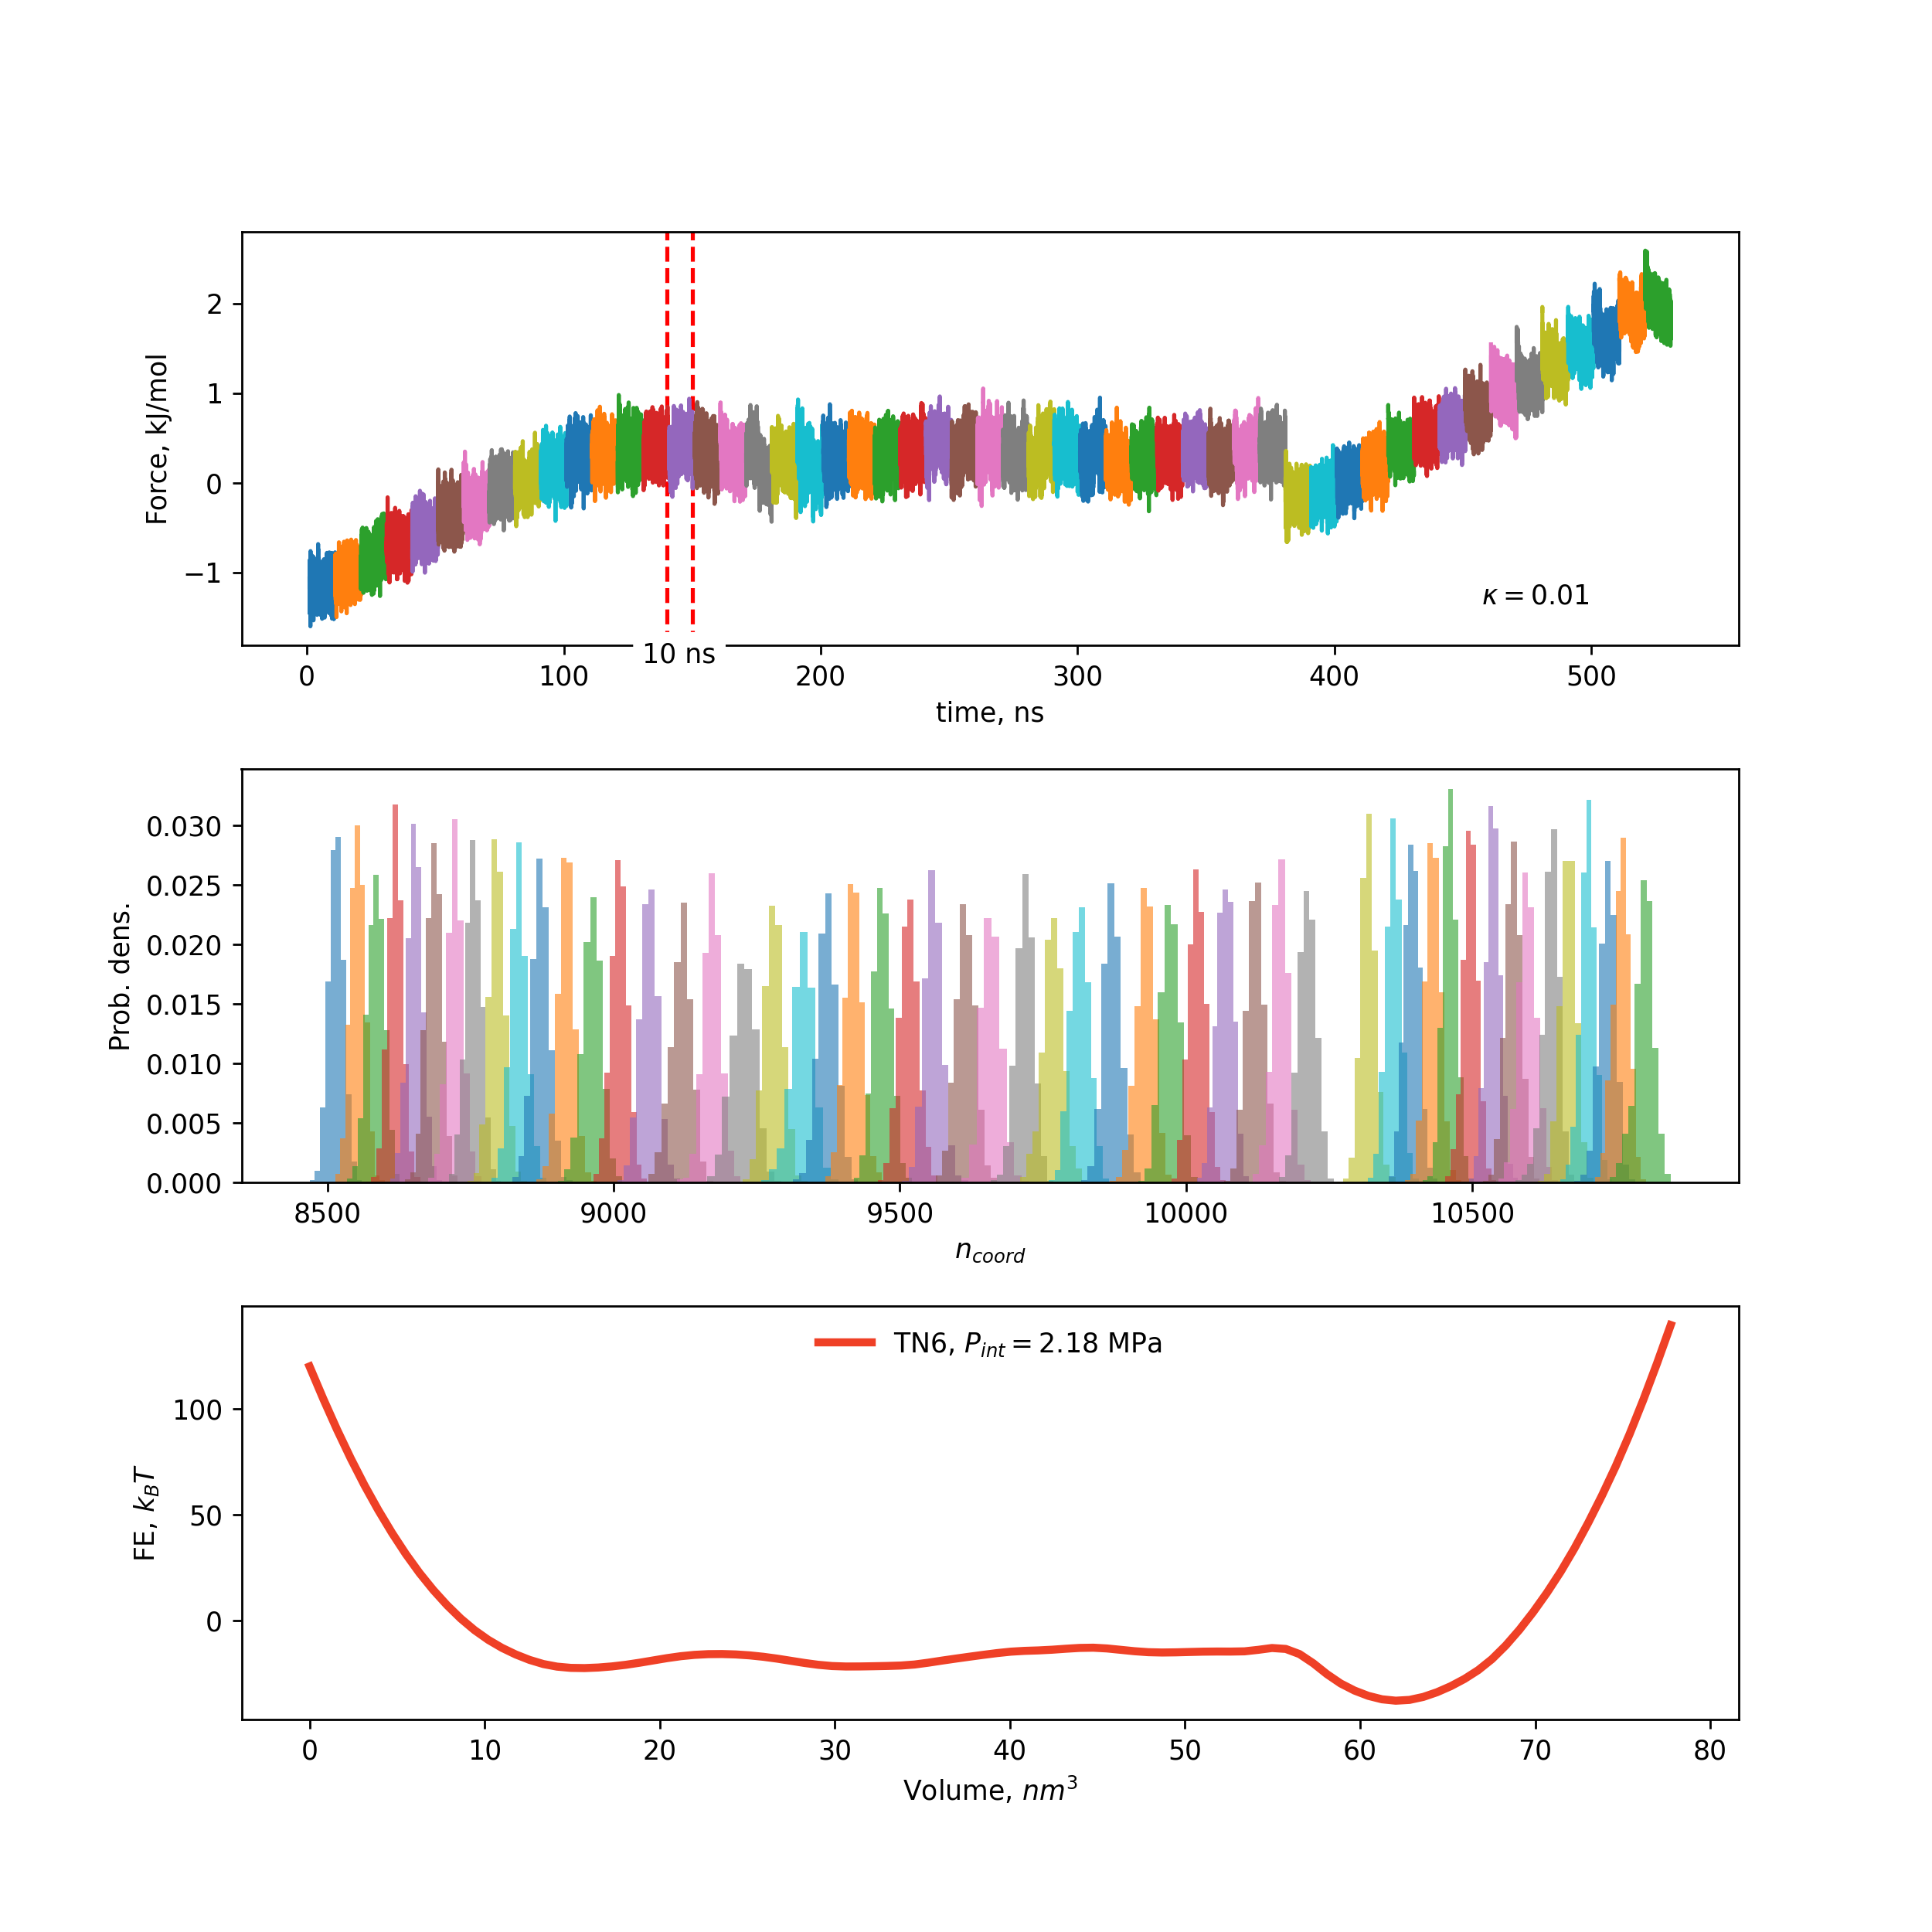 2
1
0
−1
Force, kJ/mol
κ = 0.01
10 ns
0 100 200 300 400 500
time, ns
0.030
0.025
0.020
0.015
0.010
0.005
0.000
Prob. dens.
8500 9000 9500 10000 10500
n_coord
TN6, P_int = 2.18 MPa
100
50
0
FE, k_BT
0 10 20 30 40 50 60 70 80
Volume, nm³